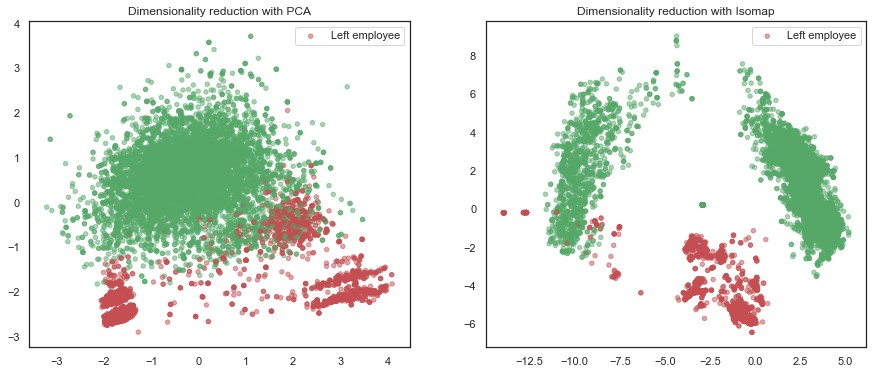 Dimensionality reduction with PCA
Left employee
4
3
2
1
0
−1
−2
−3
−3 −2 −1 0 1 2 3 4
Dimensionality reduction with Isomap
Left employee
8
6
4
2
0
−2
−4
−6
−12.5 −10.0 −7.5 −5.0 −2.5 0.0 2.5 5.0